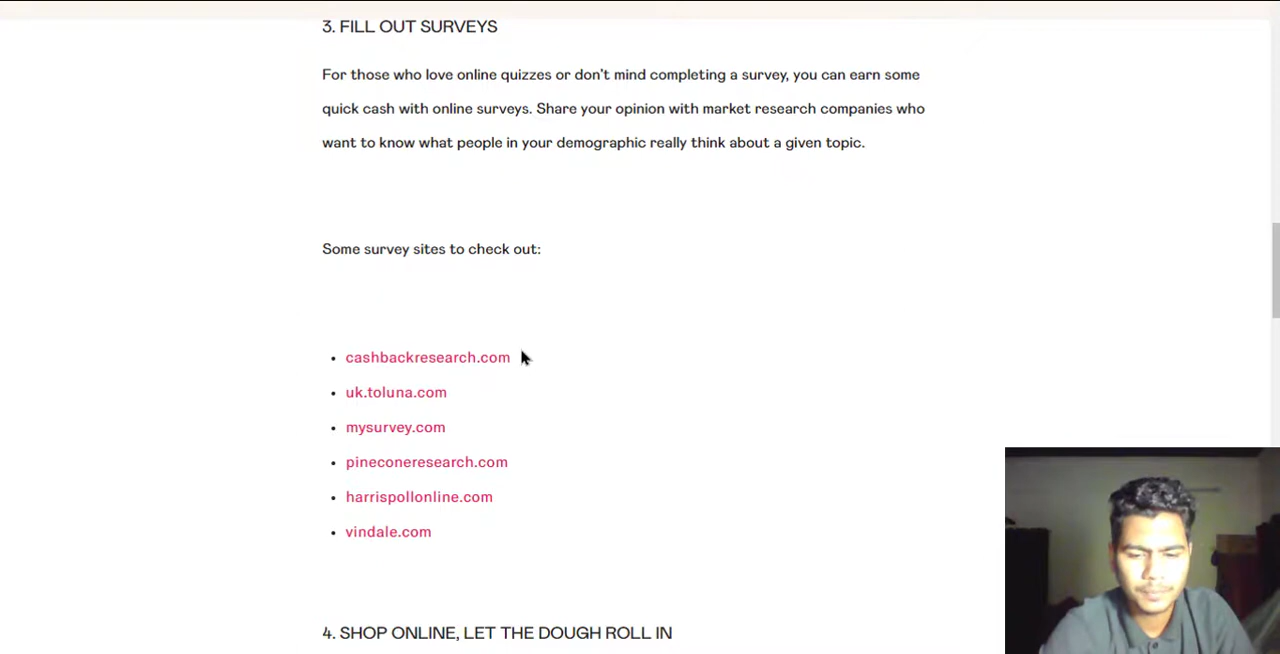 3. FILL OUT SURVEYS
For those who love online quizzes or don't mind completing a survey, you can earn some
quick cash with online surveys. Share your opinion with market research companies who
want to know what people in your demographic really think about a given topic.
Some survey sites to check out:
• cashbackresearch.com
• uk.toluna.com
• mysurvey.com
• pineconeresearch.com
• harrispollonline.com
• vindale.com
4. SHOP ONLINE, LET THE DOUGH ROLL IN